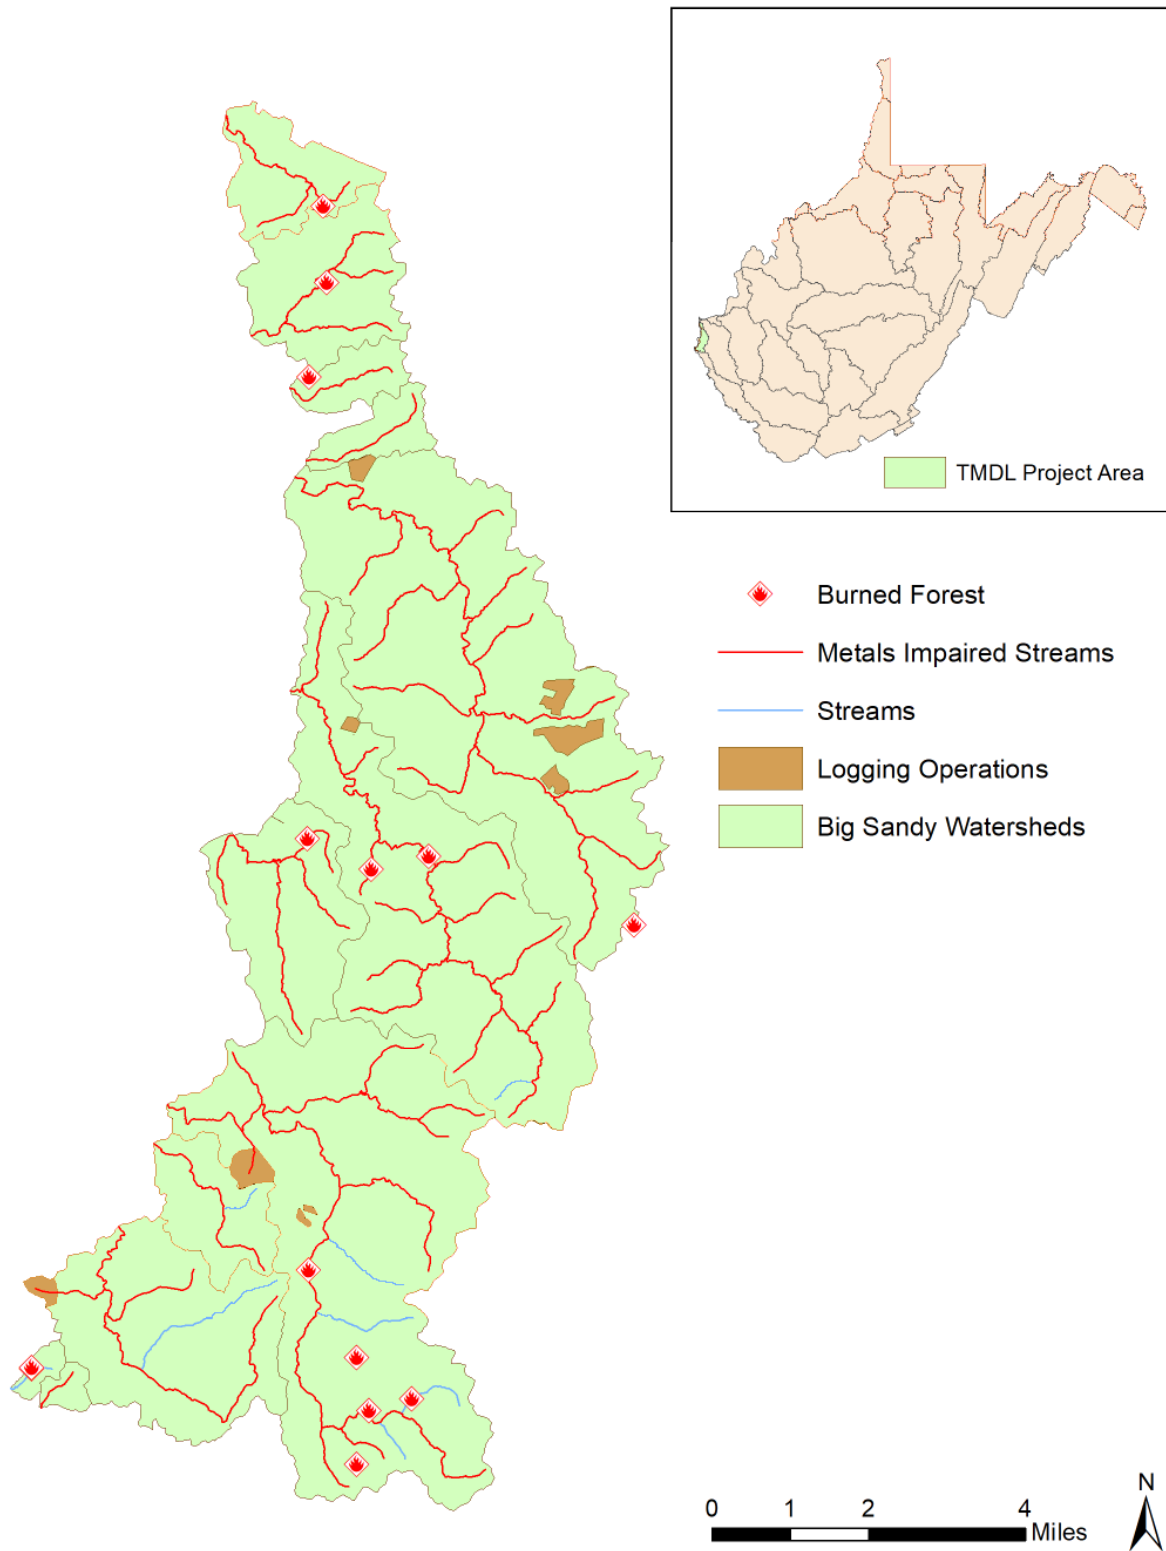 TMDL Project Area
Burned Forest
Metals Impaired Streams
Streams
Logging Operations
Big Sandy Watersheds
N
0 1 2 4
Miles